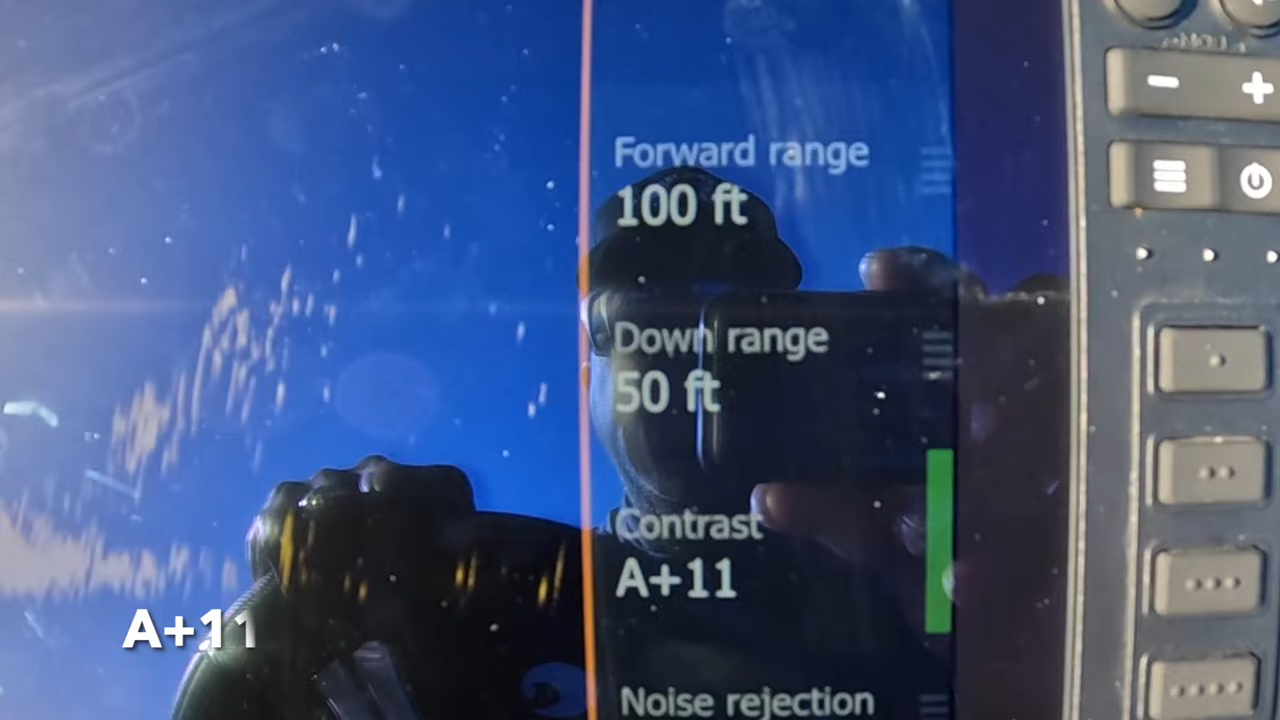 Forward range
100 ft
Down range
50 ft
Contrast
A+11
A+11
Noise rejection